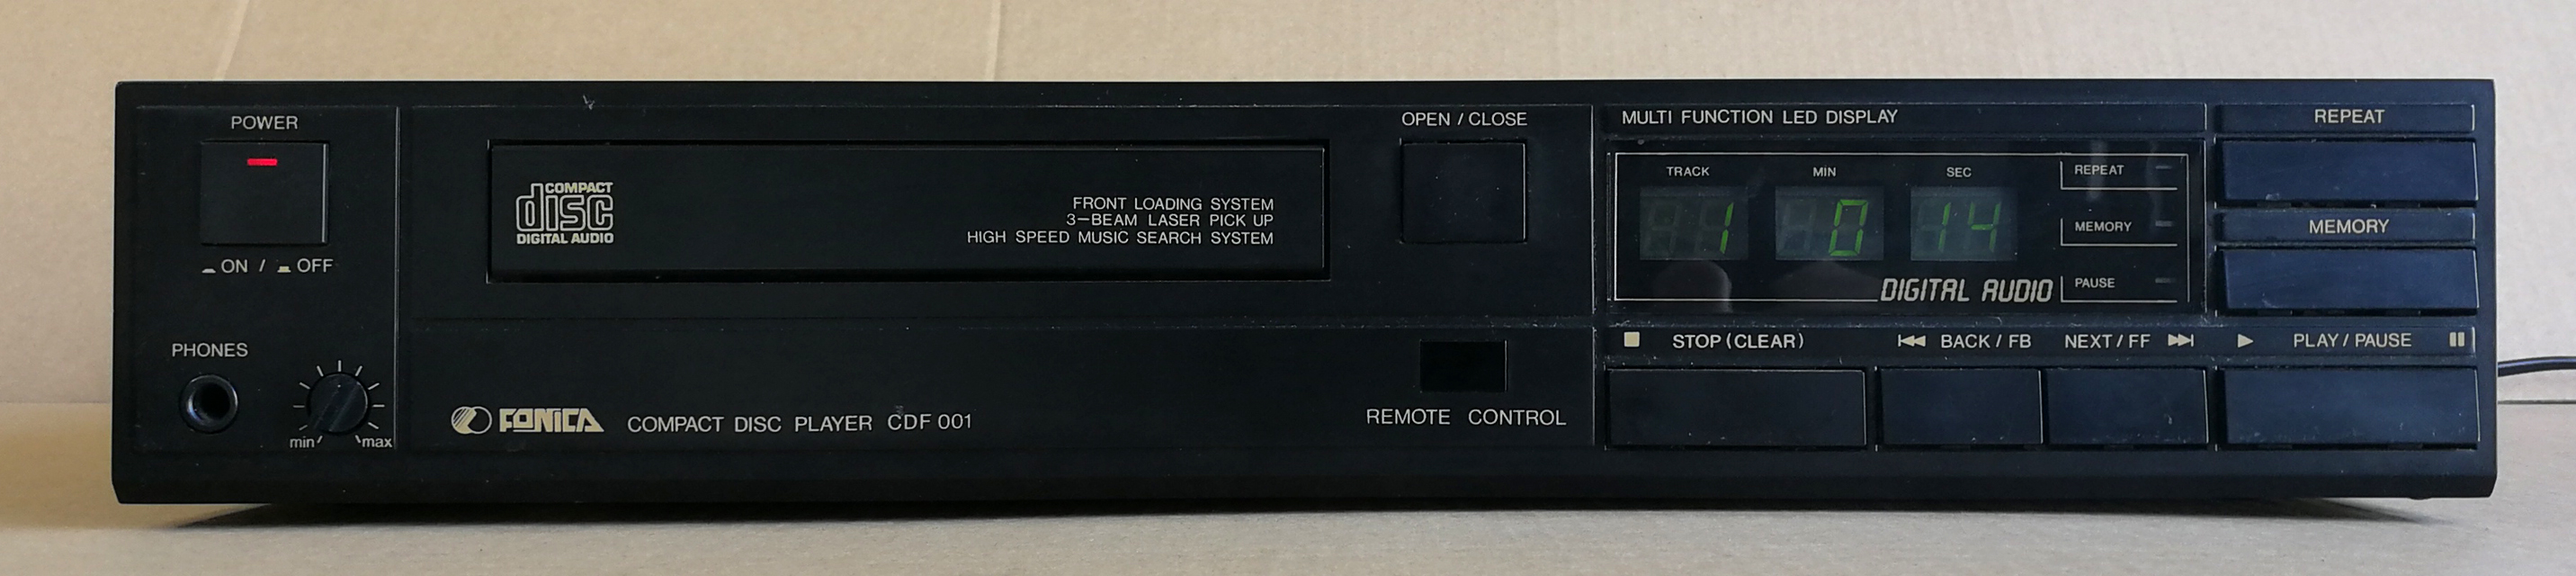 POWER
ON / OFF
PHONES
min max
COMPACT
disc
DIGITAL AUDIO
FRONT LOADING SYSTEM
3-BEAM LASER PICK UP
HIGH SPEED MUSIC SEARCH SYSTEM
OPEN / CLOSE
FONICA COMPACT DISC PLAYER CDF 001
REMOTE CONTROL
MULTI FUNCTION LED DISPLAY
TRACK MIN SEC
1 0 14
REPEAT
MEMORY
PAUSE
DIGITAL AUDIO
REPEAT
MEMORY
STOP (CLEAR) BACK / FB NEXT / FF PLAY / PAUSE